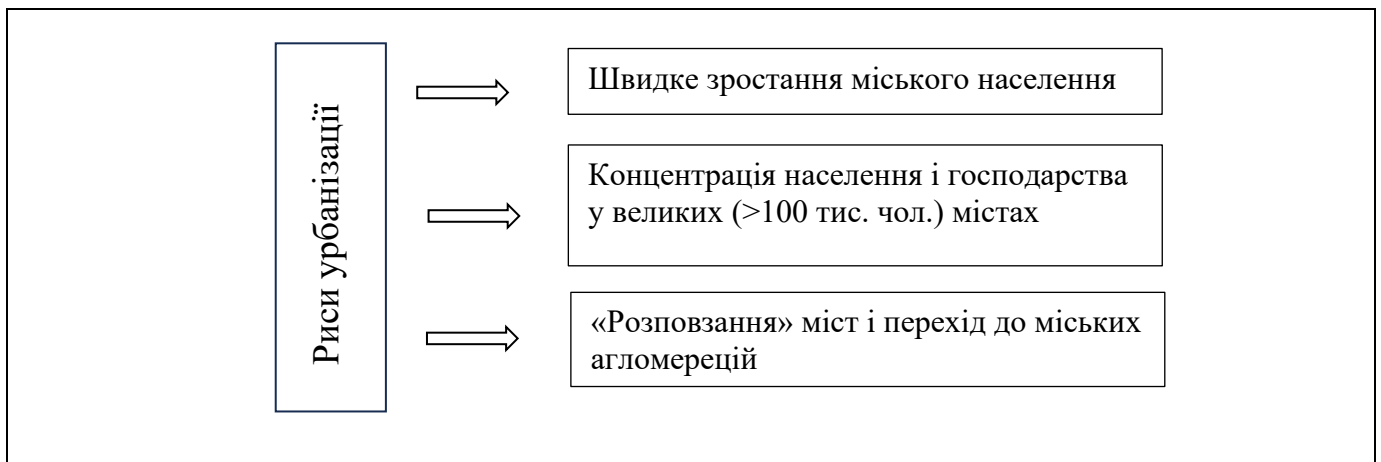 Риси урбанізації
Швидке зростання міського населення
Концентрація населення і господарства
у великих (>100 тис. чол.) містах
«Розповзання» міст і перехід до міських
агломерецій